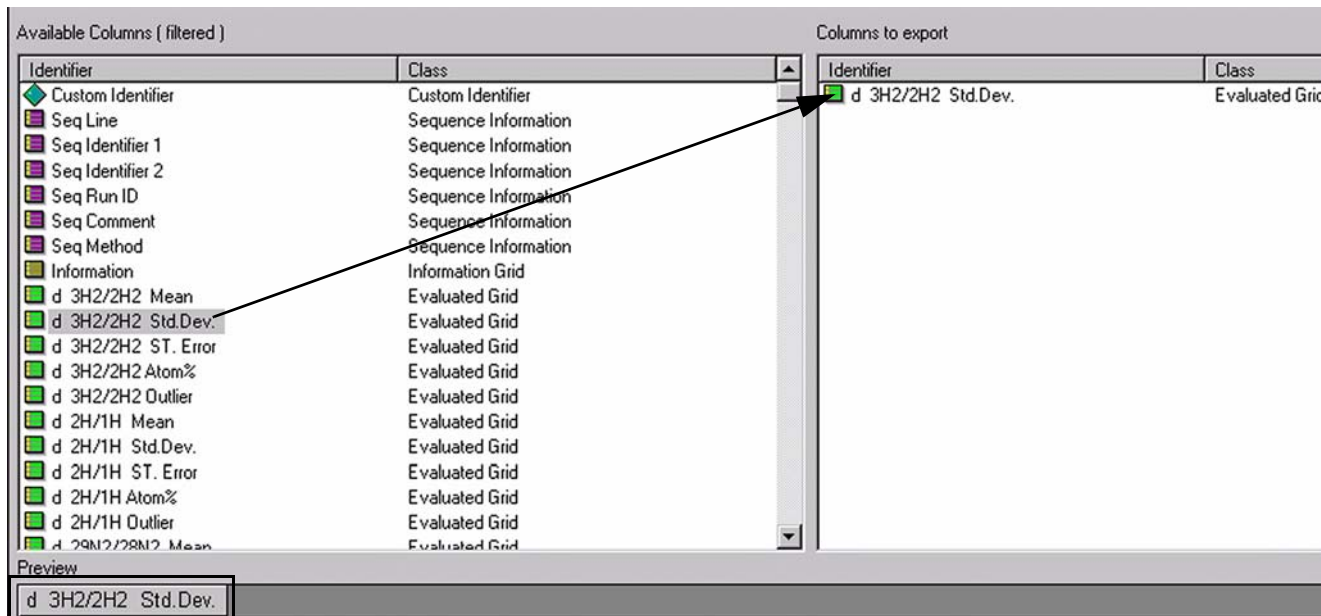 Available Columns ( filtered )
Identifier Class
Custom Identifier Custom Identifier
Seq Line Sequence Information
Seq Identifier 1 Sequence Information
Seq Identifier 2 Sequence Information
Seq Run ID Sequence Information
Seq Comment Sequence Information
Seq Method Sequence Information
Information Information Grid
d 3H2/2H2 Mean Evaluated Grid
d 3H2/2H2 Std.Dev. Evaluated Grid
d 3H2/2H2 ST. Error Evaluated Grid
d 3H2/2H2 Atom% Evaluated Grid
d 3H2/2H2 Outlier Evaluated Grid
d 2H/1H Mean Evaluated Grid
d 2H/1H Std.Dev. Evaluated Grid
d 2H/1H ST. Error Evaluated Grid
d 2H/1H Atom% Evaluated Grid
d 2H/1H Outlier Evaluated Grid
d 29N2/28N2 Mean Evaluated Grid
Columns to export
Identifier Class
d 3H2/2H2 Std.Dev. Evaluated Grid
Preview
d 3H2/2H2 Std.Dev.